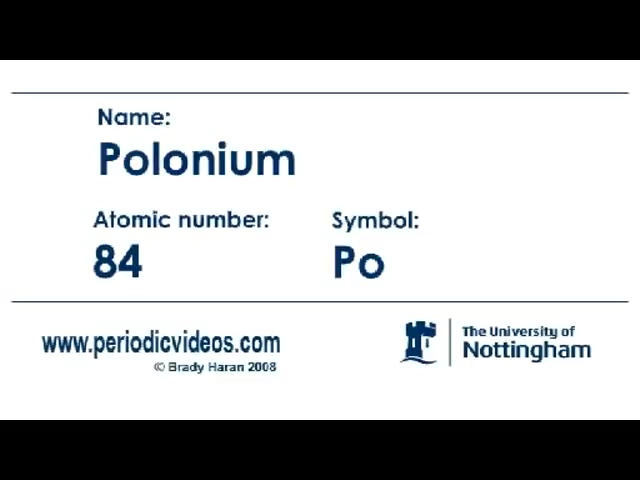 Name:
Polonium
Atomic number:
84
Symbol:
Po
www.periodicvideos.com
© Brady Haran 2008
The University of
Nottingham